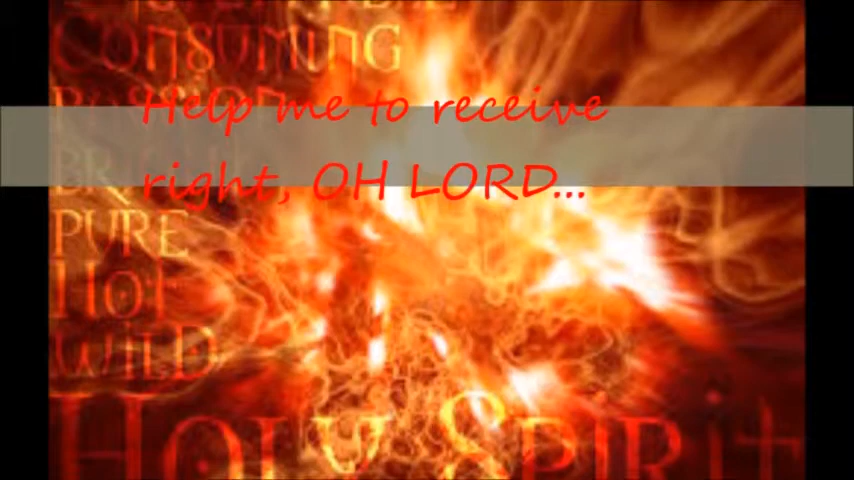 CONSUMING
Help me to receive
right, OH LORD...
PURE
HOT
WILD
HOLY SPIRIT